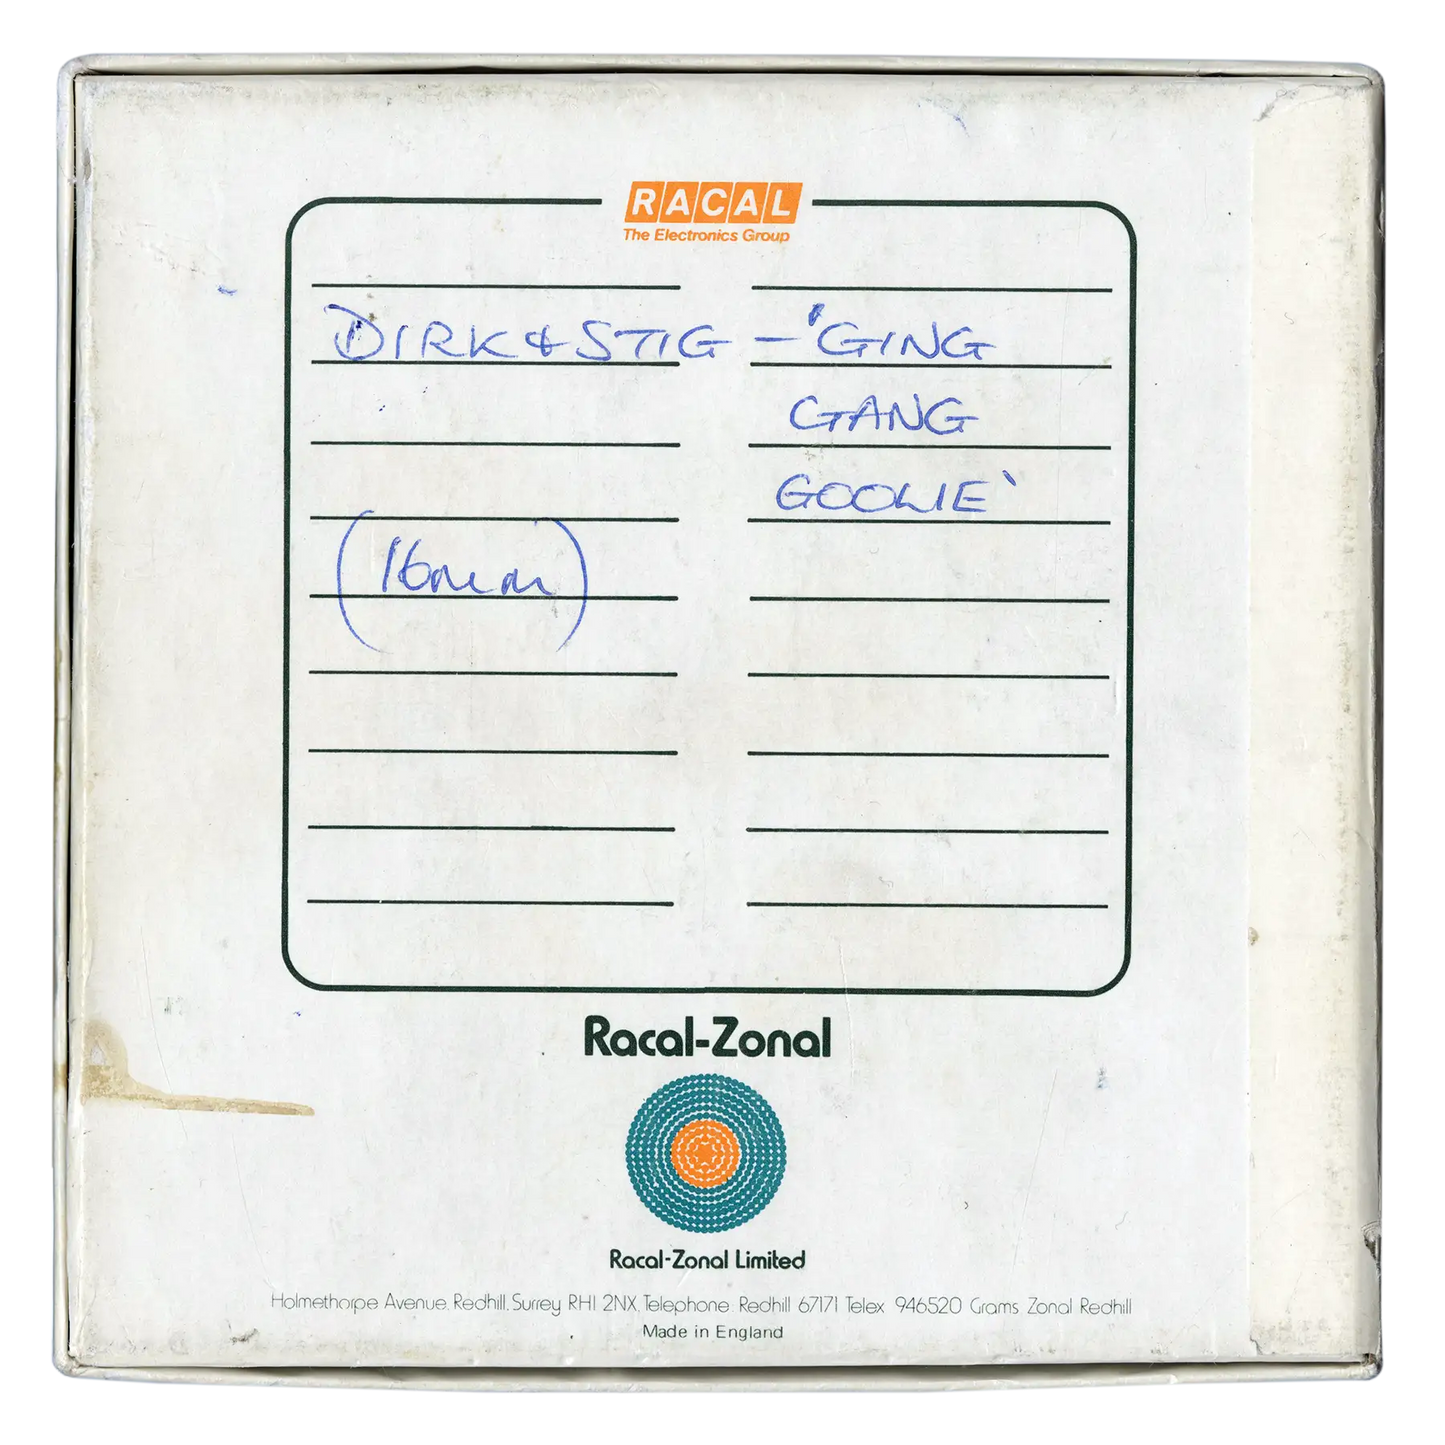 RACAL
The Electronics Group
DIRK & STIG - 'GING
GANG
GOOLIE'
(16mm)
Racal-Zonal
Racal-Zonal Limited
Holmethorpe Avenue, Redhill, Surrey RH1 2NX, Telephone Redhill 67171 Telex 946520 Grams Zonal Redhill
Made in England